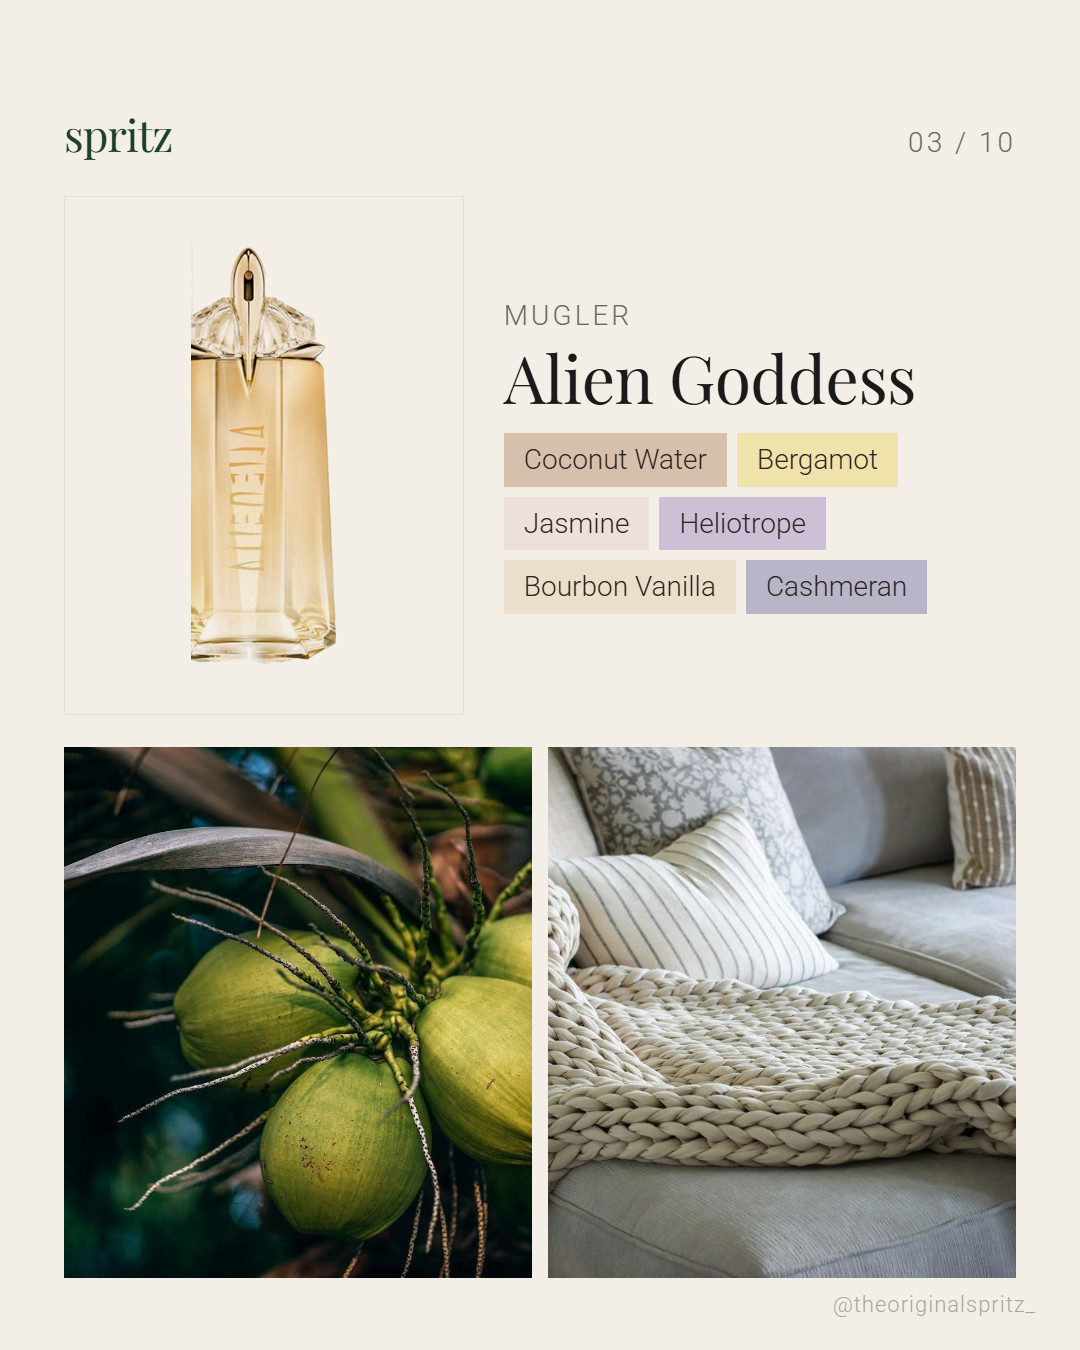 spritz
03 / 10
MUGLER
Alien Goddess
Coconut Water
Bergamot
Jasmine
Heliotrope
Bourbon Vanilla
Cashmeran
@theoriginalspritz_